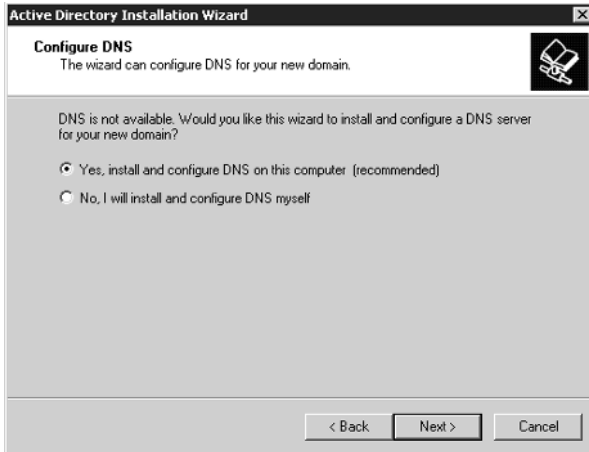 Active Directory Installation Wizard
Configure DNS
The wizard can configure DNS for your new domain.
DNS is not available. Would you like this wizard to install and configure a DNS server
for your new domain?
Yes, install and configure DNS on this computer (recommended)
No, I will install and configure DNS myself
< Back
Next >
Cancel